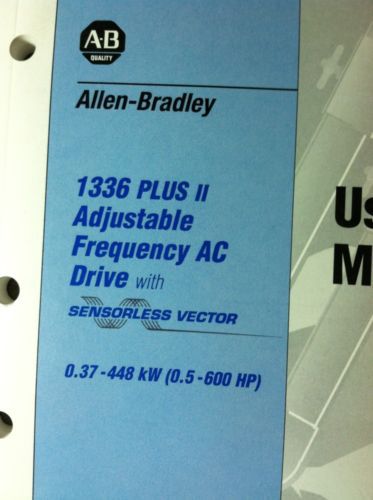 A-B
QUALITY
Allen-Bradley
1336 PLUS II
Adjustable
Frequency AC
Drive with
SENSORLESS VECTOR
0.37-448 kW (0.5-600 HP)
Us
M